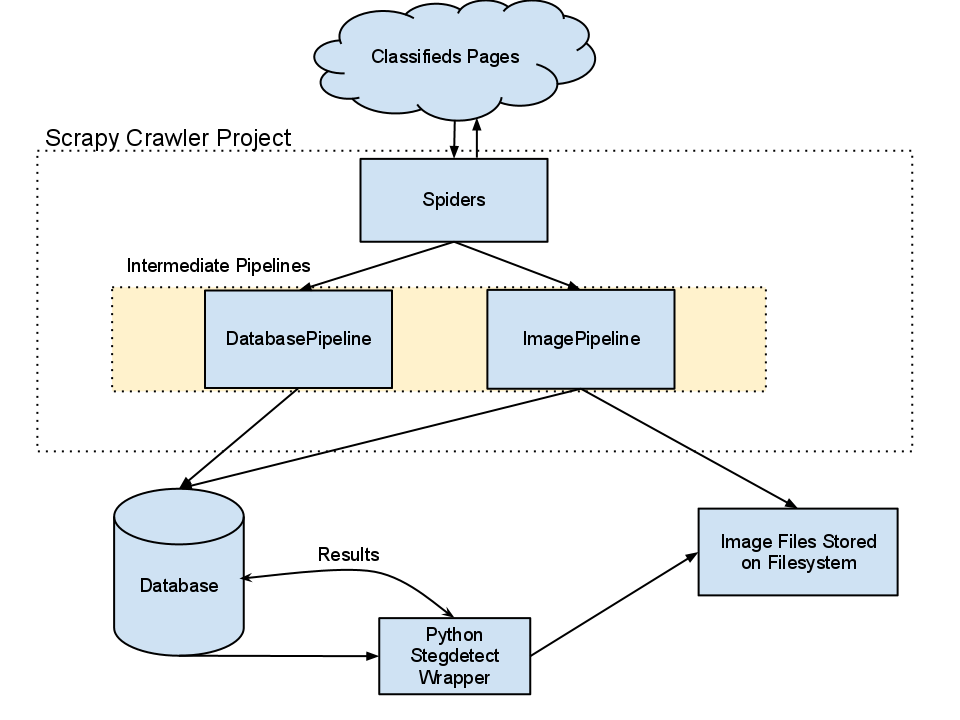 Classifieds Pages
Scrapy Crawler Project
Spiders
Intermediate Pipelines
DatabasePipeline
ImagePipeline
Image Files Stored
on Filesystem
Results
Database
Python
Stegdetect
Wrapper